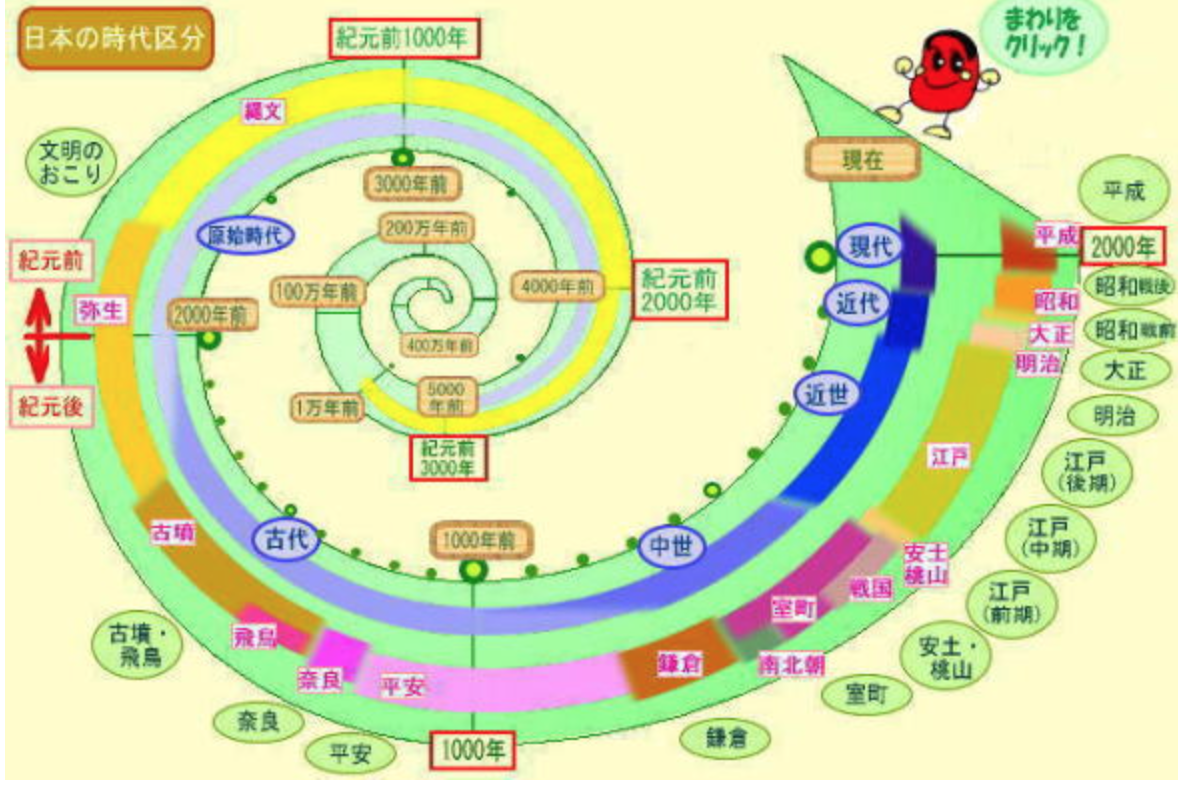 日本の時代区分
紀元前1000年
まわりを
クリック!
縄文
文明の
おこり
3000年前
現在
平成
原始時代
200万年前
現代
平成
2000年
紀元前
弥生
2000年前
100万年前
4000年前
紀元前
2000年
近代
昭和
昭和戦後
大正
昭和戦前
400万年前
明治
大正
紀元後
1万年前
5000
年前
近世
明治
紀元前
3000年
江戸
江戸
(後期)
古墳
古代
1000年前
中世
江戸
(中期)
安土
桃山
戦国
室町
江戸
(前期)
古墳・
飛鳥
飛鳥
奈良
平安
鎌倉
南北朝
安土・
桃山
室町
奈良
平安
1000年
鎌倉